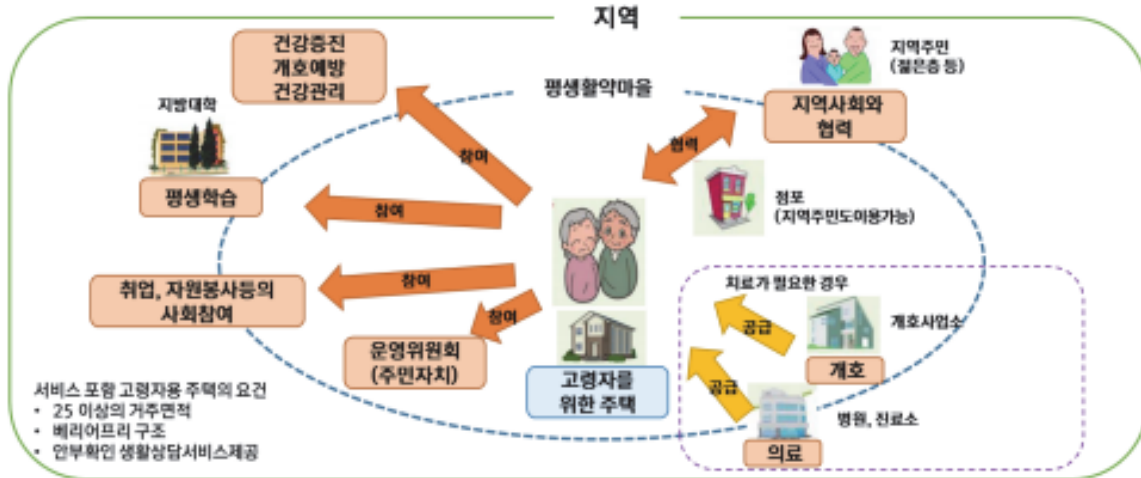 지역
건강증진
개호예방
건강관리
지역주민
(젊은층 등)
평생활약마을
지방대학
지역사회와
협력
참여
협력
평생학습
참여
점포
(지역주민도이용가능)
취업, 자원봉사등의
사회참여
참여
치료가 필요한 경우
참여
공급
개호사업소
운영위원회
(주민자치)
개호
고령자를
위한 주택
공급
병원, 진료소
의료
서비스 포함 고령자용 주택의 요건
• 25 이상의 거주면적
• 베리어프리 구조
• 안부확인 생활상담서비스제공